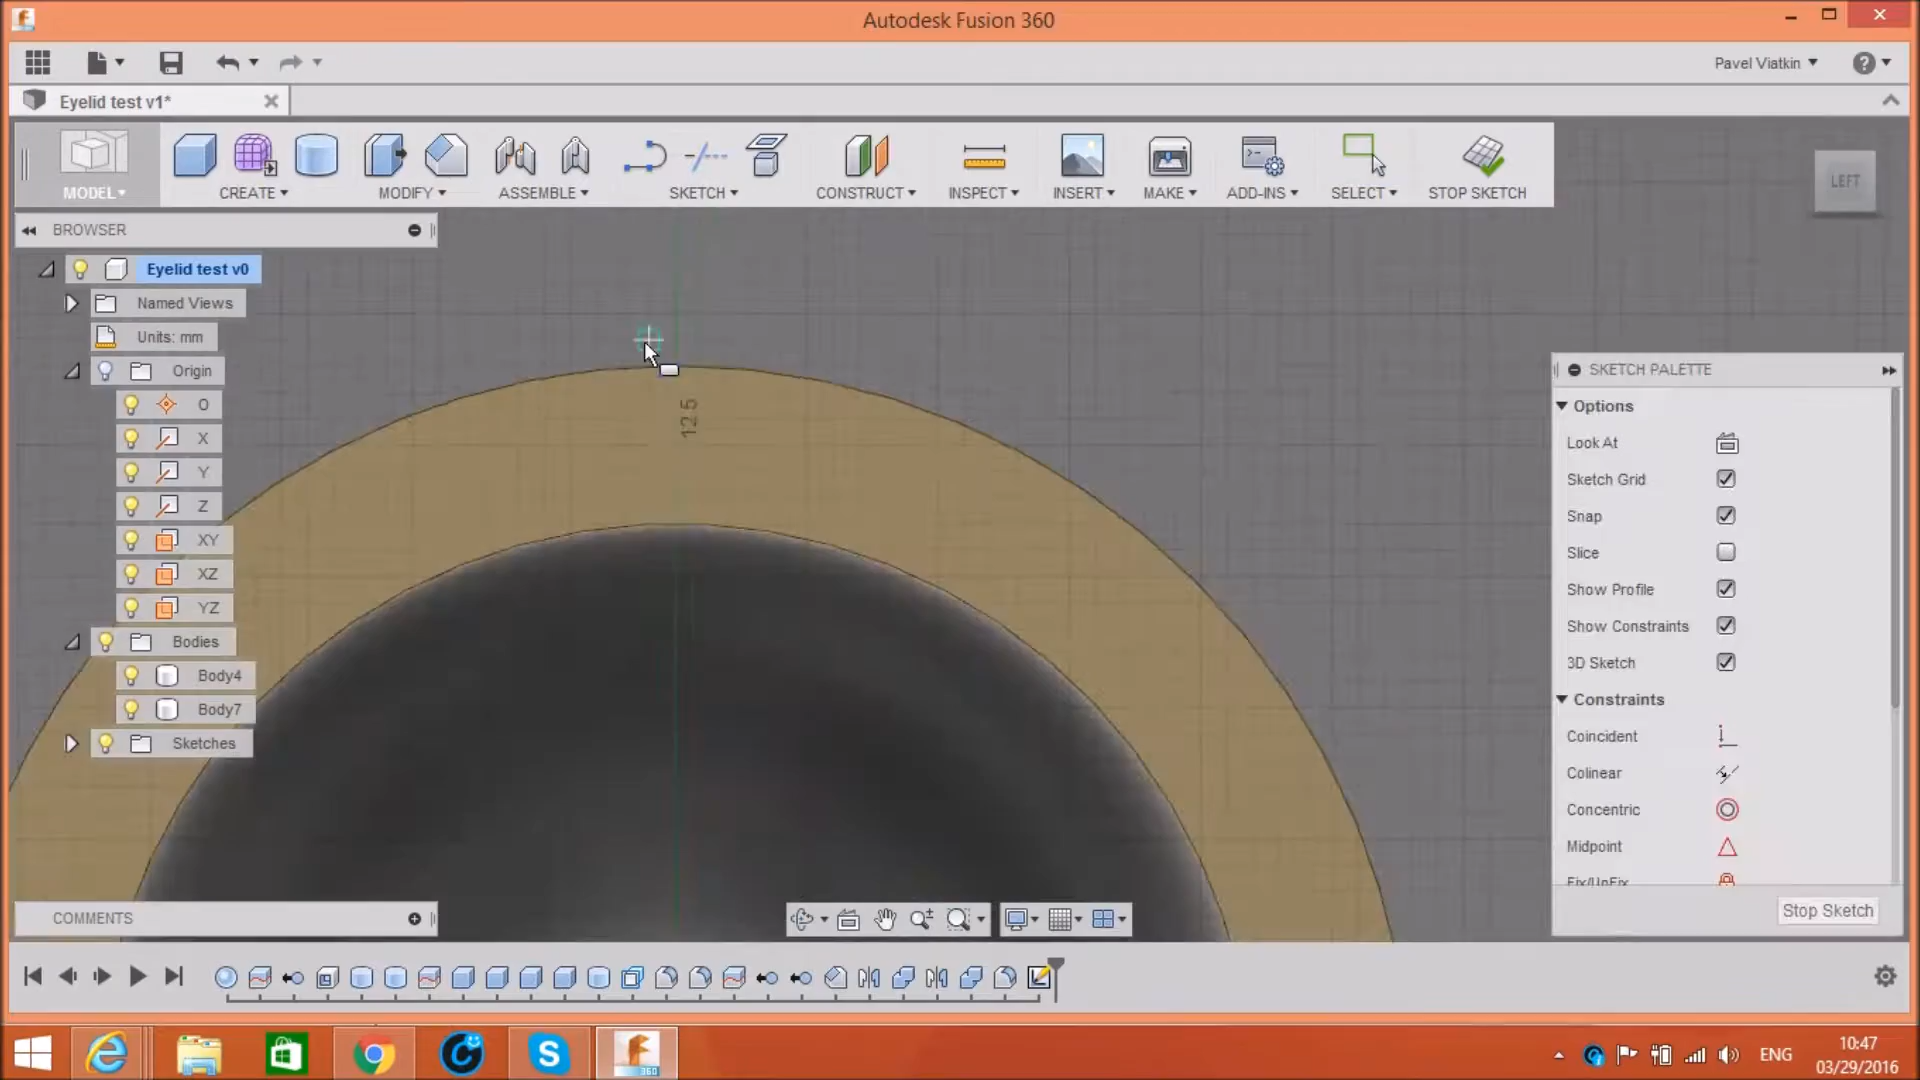 Autodesk Fusion 360
Pavel Viatkin
Eyelid test v1*
MODEL
CREATE
MODIFY
ASSEMBLE
SKETCH
CONSTRUCT
INSPECT
INSERT
MAKE
ADD-INS
SELECT
STOP SKETCH
LEFT
BROWSER
Eyelid test v0
Named Views
Units: mm
Origin
O
X
Y
Z
XY
XZ
YZ
Bodies
Body4
Body7
Sketches
12.5
SKETCH PALETTE
Options
Look At
Sketch Grid
Snap
Slice
Show Profile
Show Constraints
3D Sketch
Constraints
Coincident
Colinear
Concentric
Midpoint
Fix/UnFix
Stop Sketch
COMMENTS
360
ENG
10:47
03/29/2016